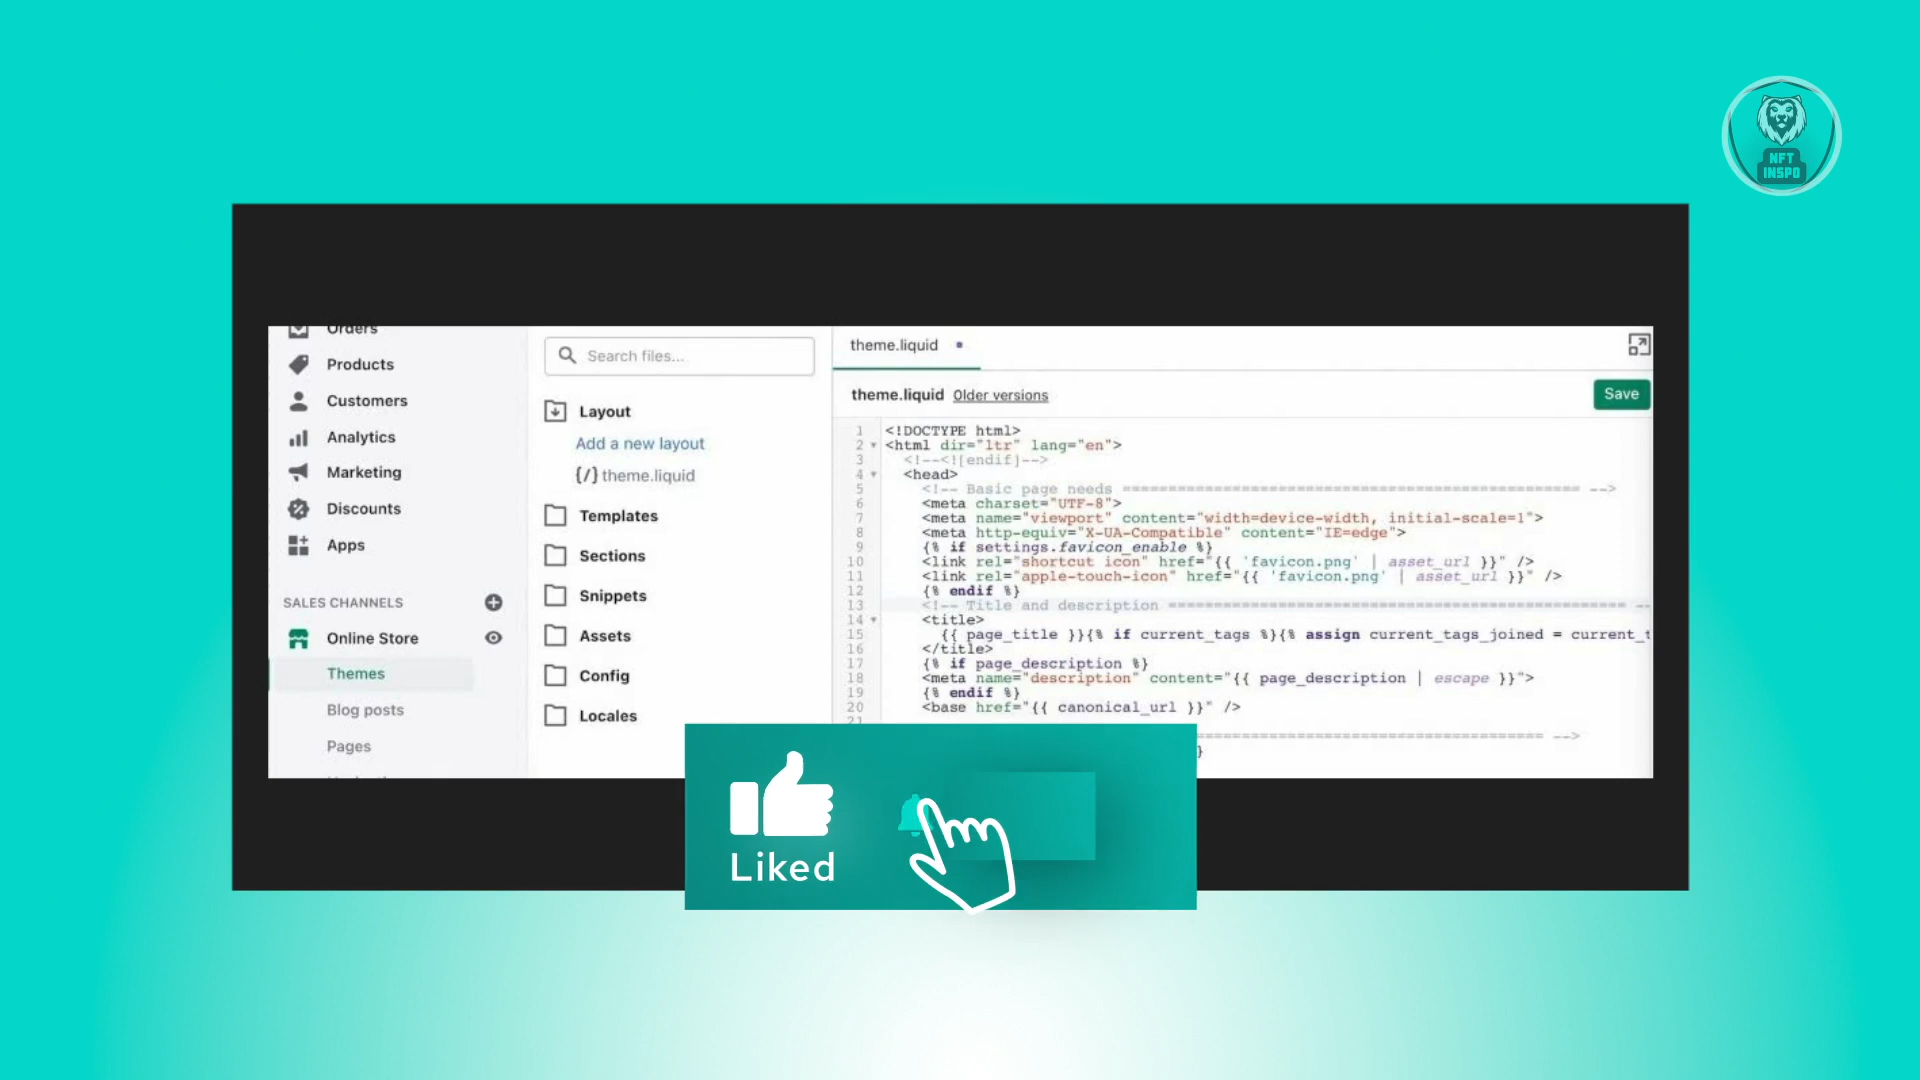 NFT
INSPO
Orders
Products
Customers
Analytics
Marketing
Discounts
Apps
SALES CHANNELS
Online Store
Themes
Blog posts
Pages
Search files...
Layout
Add a new layout
{/} theme.liquid
Templates
Sections
Snippets
Assets
Config
Locales
theme.liquid
theme.liquid Older versions
Save
1 <!DOCTYPE html>
2 <html dir="ltr" lang="en">
3 <!--<![endif]-->
4 <head>
5 <!-- Basic page needs ================================================== -->
6 <meta charset="UTF-8">
7 <meta name="viewport" content="width=device-width, initial-scale=1">
8 <meta http-equiv="X-UA-Compatible" content="IE=edge">
9 {% if settings.favicon_enable %}
10 <link rel="shortcut icon" href="{{ 'favicon.png' | asset_url }}" />
11 <link rel="apple-touch-icon" href="{{ 'favicon.png' | asset_url }}" />
12 {% endif %}
13 <!-- Title and description ================================================== --
14 <title>
15 {{ page_title }}{% if current_tags %}{% assign current_tags_joined = current_t
16 </title>
17 {% if page_description %}
18 <meta name="description" content="{{ page_description | escape }}">
19 {% endif %}
20 <base href="{{ canonical_url }}" />
21
====================================== -->
}
Liked